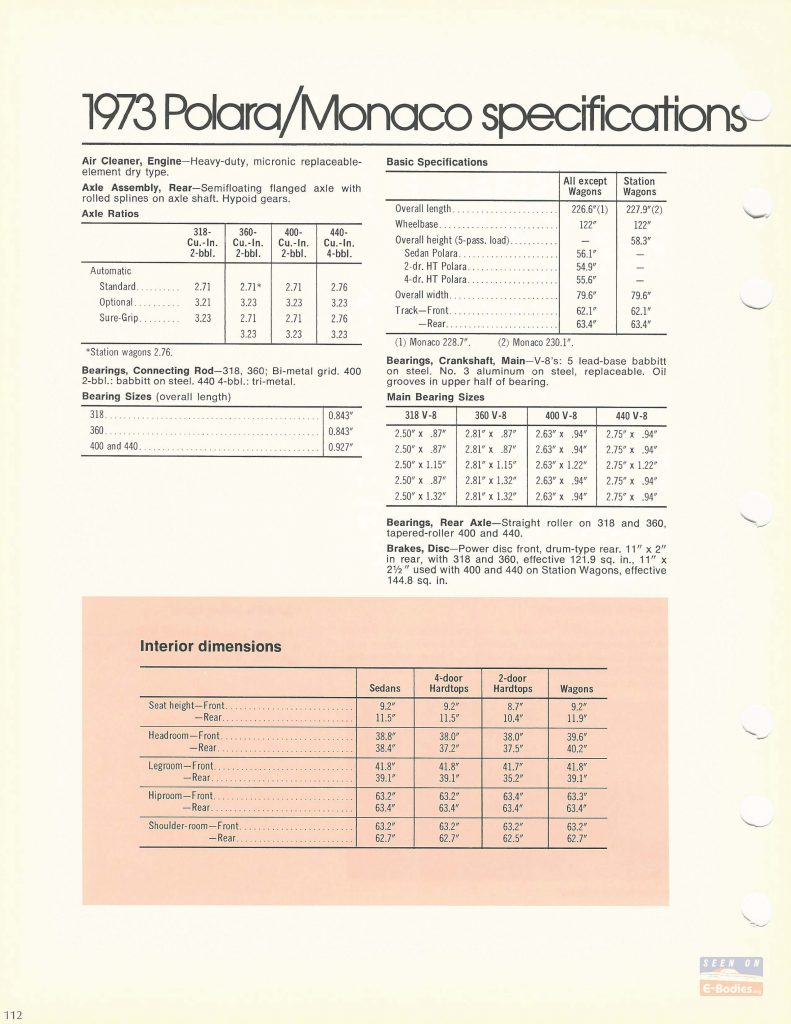 1973 Polara/Monaco specifications
Air Cleaner, Engine—Heavy-duty, micronic replaceable-
element dry type.
Axle Assembly, Rear—Semifloating flanged axle with
rolled splines on axle shaft. Hypoid gears.
Axle Ratios
318-Cu.-In. 2-bbl. 360-Cu.-In. 2-bbl. 400-Cu.-In. 2-bbl. 440-Cu.-In. 4-bbl.
Automatic
Standard.......... 2.71 2.71* 2.71 2.76
Optional.......... 3.21 3.23 3.23 3.23
Sure-Grip......... 3.23 2.71 2.71 2.76
3.23 3.23 3.23
*Station wagons 2.76.
Bearings, Connecting Rod—318, 360; Bi-metal grid. 400
2-bbl.: babbitt on steel. 440 4-bbl.: tri-metal.
Bearing Sizes (overall length)
318.......... 0.843″
360.......... 0.843″
400 and 440.......... 0.927″
Basic Specifications
All except Wagons Station Wagons
Overall length.......... 226.6″(1) 227.9″(2)
Wheelbase.......... 122″ 122″
Overall height (5-pass. load).......... — 58.3″
Sedan Polara.......... 56.1″ —
2-dr. HT Polara.......... 54.9″ —
4-dr. HT Polara.......... 55.6″ —
Overall width.......... 79.6″ 79.6″
Track—Front.......... 62.1″ 62.1″
—Rear.......... 63.4″ 63.4″
(1) Monaco 228.7″. (2) Monaco 230.1″.
Bearings, Crankshaft, Main—V-8's: 5 lead-base babbitt
on steel. No. 3 aluminum on steel, replaceable. Oil
grooves in upper half of bearing.
Main Bearing Sizes
318 V-8 360 V-8 400 V-8 440 V-8
2.50″ x .87″ 2.81″ x .87″ 2.63″ x .94″ 2.75″ x .94″
2.50″ x .87″ 2.81″ x .87″ 2.63″ x .94″ 2.75″ x .94″
2.50″ x 1.15″ 2.81″ x 1.15″ 2.63″ x 1.22″ 2.75″ x 1.22″
2.50″ x .87″ 2.81″ x 1.32″ 2.63″ x .94″ 2.75″ x .94″
2.50″ x 1.32″ 2.81″ x 1.32″ 2.63″ x .94″ 2.75″ x .94″
Bearings, Rear Axle—Straight roller on 318 and 360,
tapered-roller 400 and 440.
Brakes, Disc—Power disc front, drum-type rear. 11″ x 2″
in rear, with 318 and 360, effective 121.9 sq. in., 11″ x
2½″ used with 400 and 440 on Station Wagons, effective
144.8 sq. in.
Interior dimensions
Sedans 4-door Hardtops 2-door Hardtops Wagons
Seat height—Front.......... 9.2″ 9.2″ 8.7″ 9.2″
—Rear.......... 11.5″ 11.5″ 10.4″ 11.9″
Headroom—Front.......... 38.8″ 38.0″ 38.0″ 39.6″
—Rear.......... 38.4″ 37.2″ 37.5″ 40.2″
Legroom—Front.......... 41.8″ 41.8″ 41.7″ 41.8″
—Rear.......... 39.1″ 39.1″ 35.2″ 39.1″
Hiproom—Front.......... 63.2″ 63.2″ 63.4″ 63.3″
—Rear.......... 63.4″ 63.4″ 63.4″ 63.4″
Shoulder-room—Front.......... 63.2″ 63.2″ 63.2″ 63.2″
—Rear.......... 62.7″ 62.7″ 62.5″ 62.7″
SEEN ON
E-Bodies.org
112